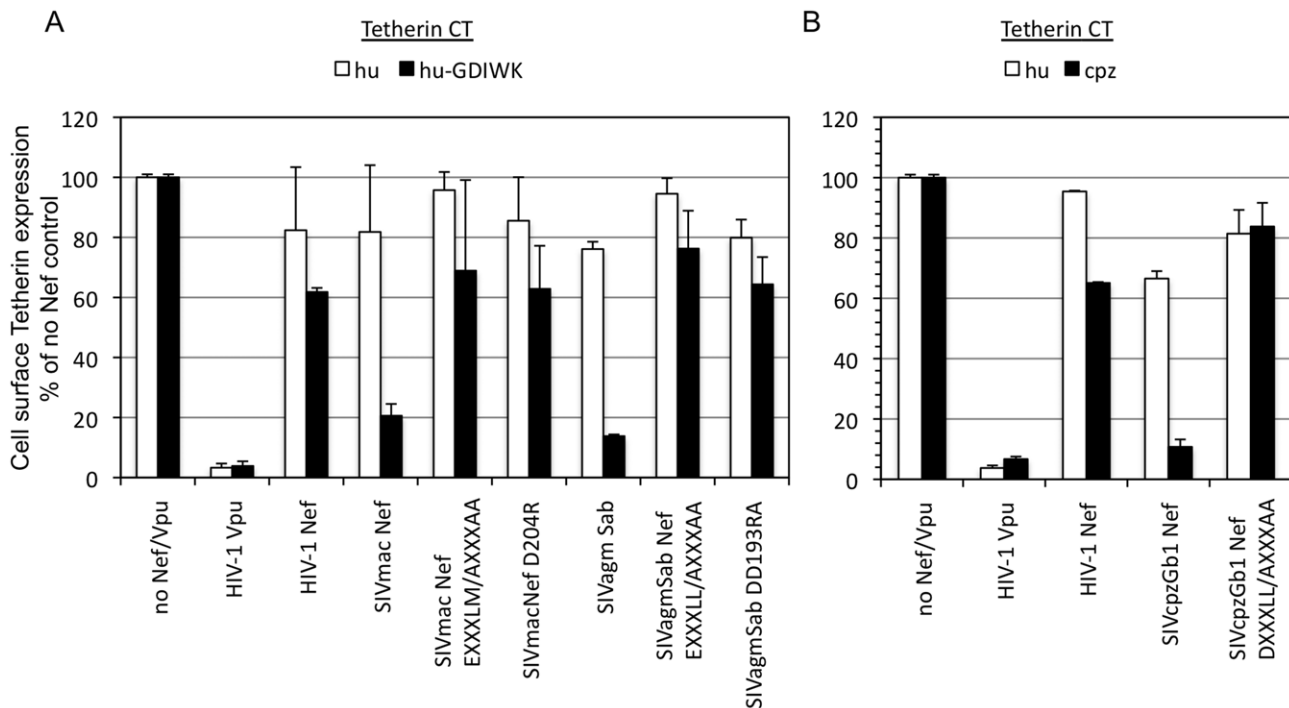 A
Tetherin CT
hu hu-GDIWK
Cell surface Tetherin expression
% of no Nef control
120
100
80
60
40
20
0
no Nef/Vpu
HIV-1 Vpu
HIV-1 Nef
SIVmac Nef
SIVmac Nef
EXXXLM/AXXXAA
SIVmacNef D204R
SIVagm Sab
SIVagmSab Nef
EXXXLL/AXXXAA
SIVagmSab DD193RA
B
Tetherin CT
hu cpz
120
100
80
60
40
20
0
no Nef/Vpu
HIV-1 Vpu
HIV-1 Nef
SIVcpzGb1 Nef
SIVcpzGb1 Nef
DXXXLL/AXXXAA